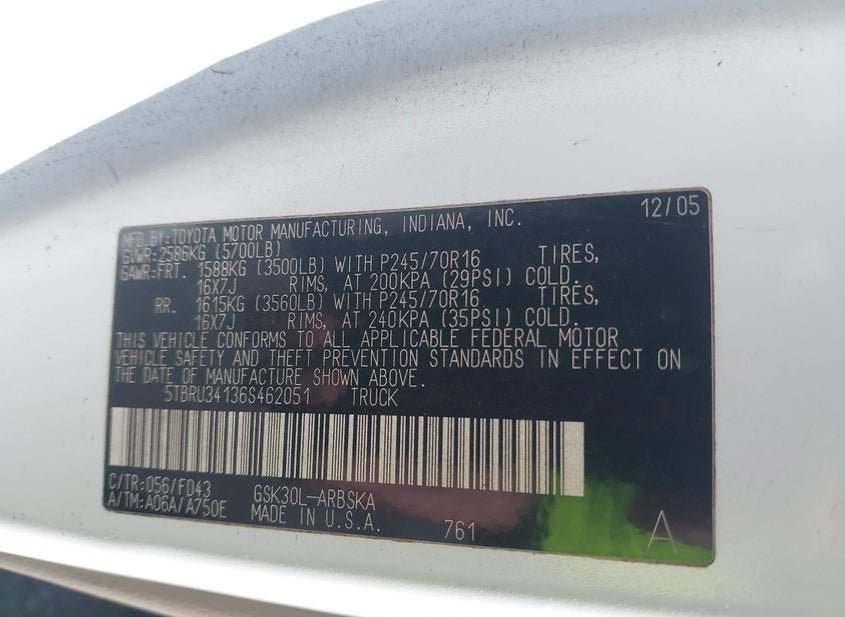 12/05
MFD.BY:TOYOTA MOTOR MANUFACTURING, INDIANA, INC.
GVWR:2586KG (5700LB)
GAWR:FRT. 1588KG (3500LB) WITH P245/70R16 TIRES,
16X7J RIMS, AT 200KPA (29PSI) COLD.
RR. 1615KG (3560LB) WITH P245/70R16 TIRES,
16X7J RIMS, AT 240KPA (35PSI) COLD.
THIS VEHICLE CONFORMS TO ALL APPLICABLE FEDERAL MOTOR
VEHICLE SAFETY AND THEFT PREVENTION STANDARDS IN EFFECT ON
THE DATE OF MANUFACTURE SHOWN ABOVE.
5TBRU34136S462051 TRUCK
C/TR:056/FD43 GSK30L-ARBSKA
A/TM:A06A/A750E MADE IN U.S.A. 761 A